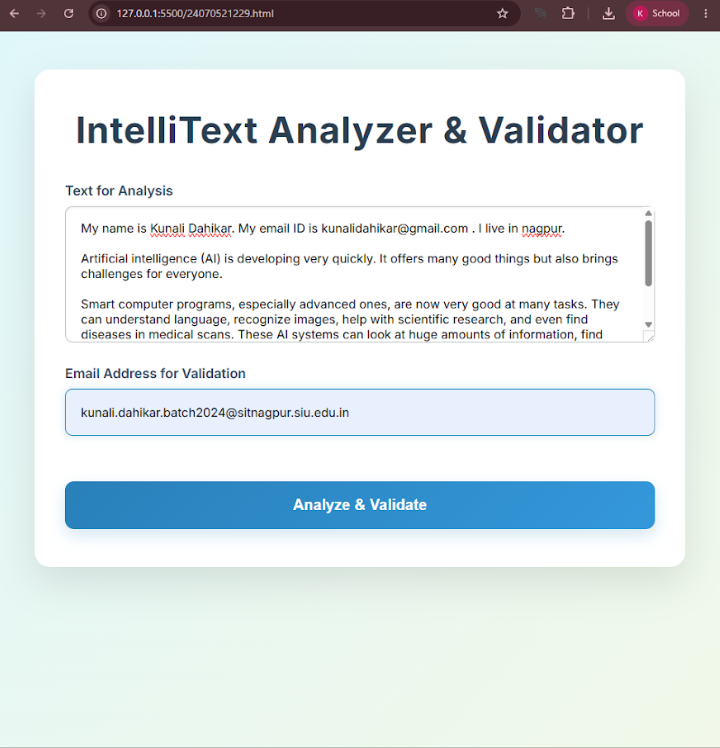 127.0.0.1:5500/24070521229.html
K School
IntelliText Analyzer & Validator
Text for Analysis
My name is Kunali Dahikar. My email ID is kunalidahikar@gmail.com . I live in nagpur.
Artificial intelligence (AI) is developing very quickly. It offers many good things but also brings
challenges for everyone.
Smart computer programs, especially advanced ones, are now very good at many tasks. They
can understand language, recognize images, help with scientific research, and even find
diseases in medical scans. These AI systems can look at huge amounts of information, find
Email Address for Validation
kunali.dahikar.batch2024@sitnagpur.siu.edu.in
Analyze & Validate